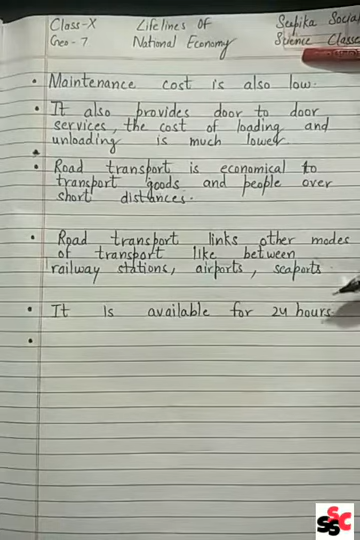 Class-X Lifelines Of Seepika Social
Geo-7 National Economy Science Classes
• Maintenance cost is also low.
• It also provides door to door
services, the cost of loading and
unloading is much lower.
• Road transport is economical to
transport goods and people over
short distances.
• Road transport links other modes
of transport like between
railway stations, airports, seaports.
• It is available for 24 hours.
•
SSSC